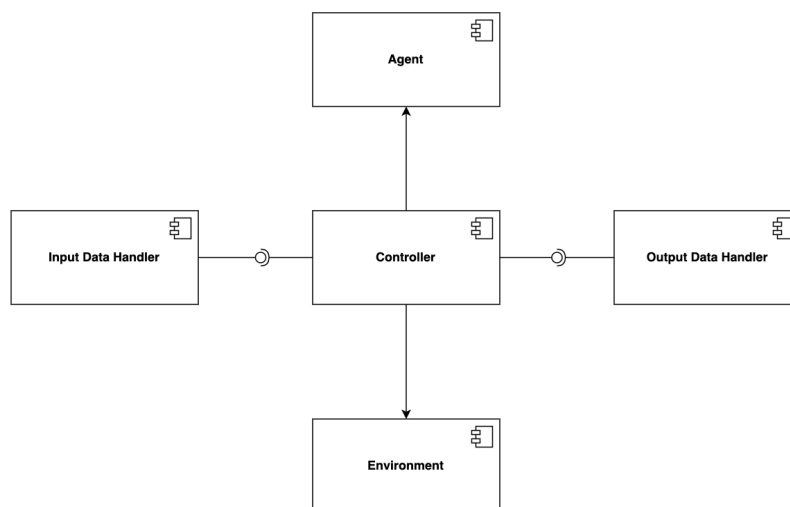 Agent
Input Data Handler
Controller
Output Data Handler
Environment